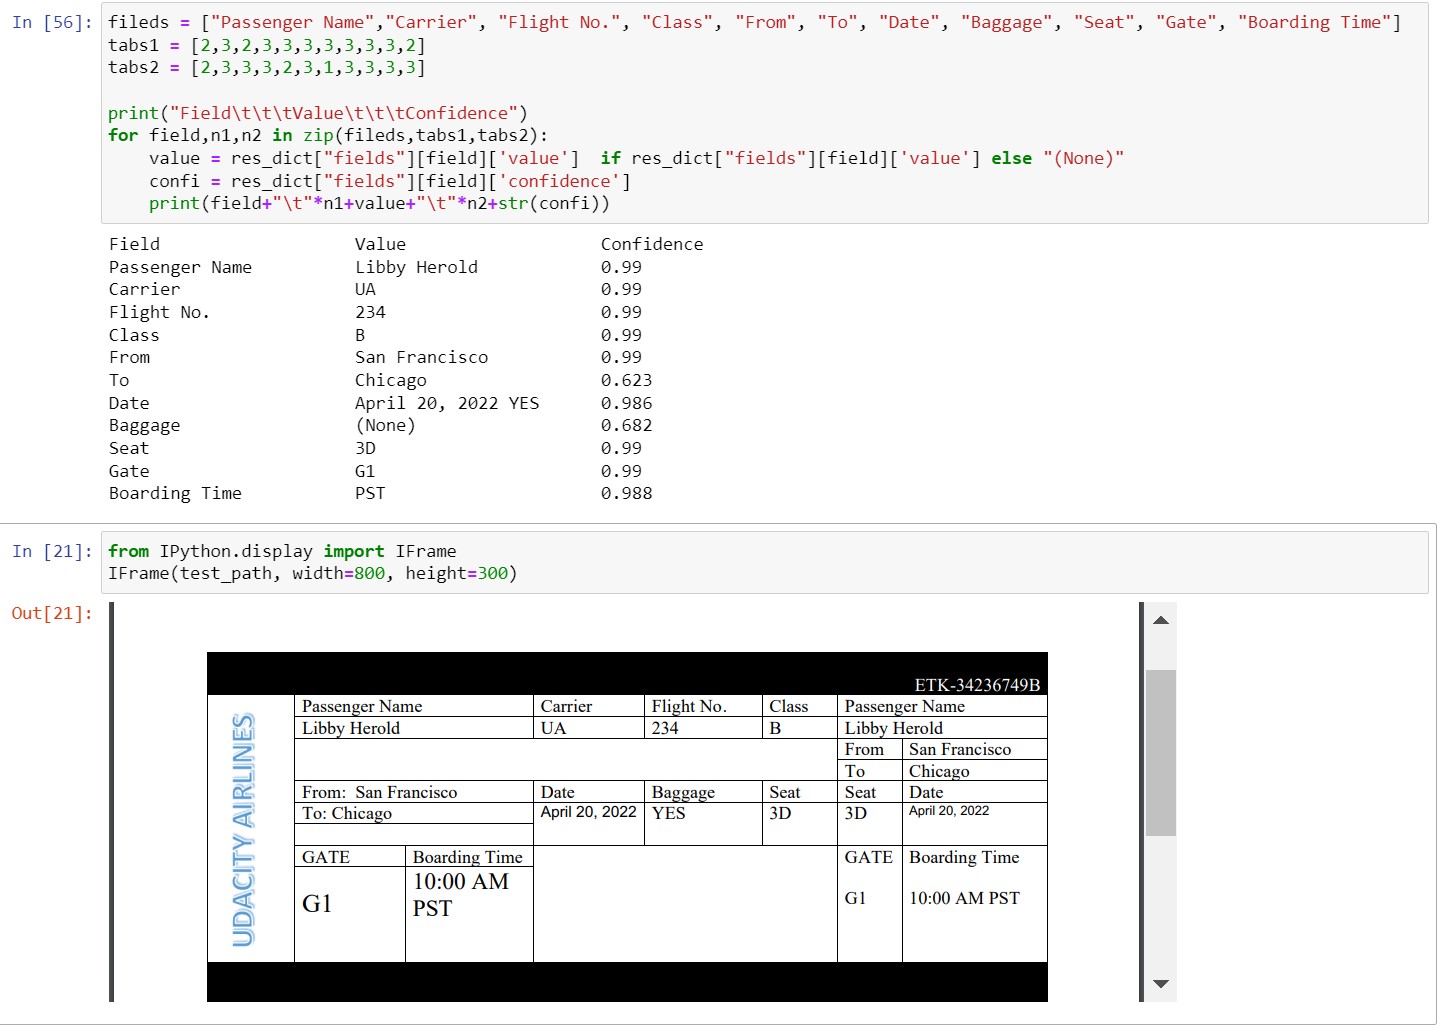 In [56]: fileds = ["Passenger Name","Carrier", "Flight No.", "Class", "From", "To", "Date", "Baggage", "Seat", "Gate", "Boarding Time"]
tabs1 = [2,3,2,3,3,3,3,3,3,3,2]
tabs2 = [2,3,3,3,2,3,1,3,3,3,3]
print("Field\t\t\tValue\t\t\tConfidence")
for field,n1,n2 in zip(fileds,tabs1,tabs2):
    value = res_dict["fields"][field]['value']  if res_dict["fields"][field]['value'] else "(None)"
    confi = res_dict["fields"][field]['confidence']
    print(field+"\t"*n1+value+"\t"*n2+str(confi))
Field Value Confidence
Passenger Name Libby Herold 0.99
Carrier UA 0.99
Flight No. 234 0.99
Class B 0.99
From San Francisco 0.99
To Chicago 0.623
Date April 20, 2022 YES 0.986
Baggage (None) 0.682
Seat 3D 0.99
Gate G1 0.99
Boarding Time PST 0.988
In [21]: from IPython.display import IFrame
IFrame(test_path, width=800, height=300)
Out[21]:
ETK-34236749B
UDACITY AIRLINES
Passenger Name Carrier Flight No. Class Passenger Name
Libby Herold UA 234 B Libby Herold
From San Francisco
To Chicago
From: San Francisco Date Baggage Seat Seat Date
To: Chicago April 20, 2022 YES 3D 3D April 20, 2022
GATE Boarding Time GATE Boarding Time
10:00 AM
G1 PST G1 10:00 AM PST